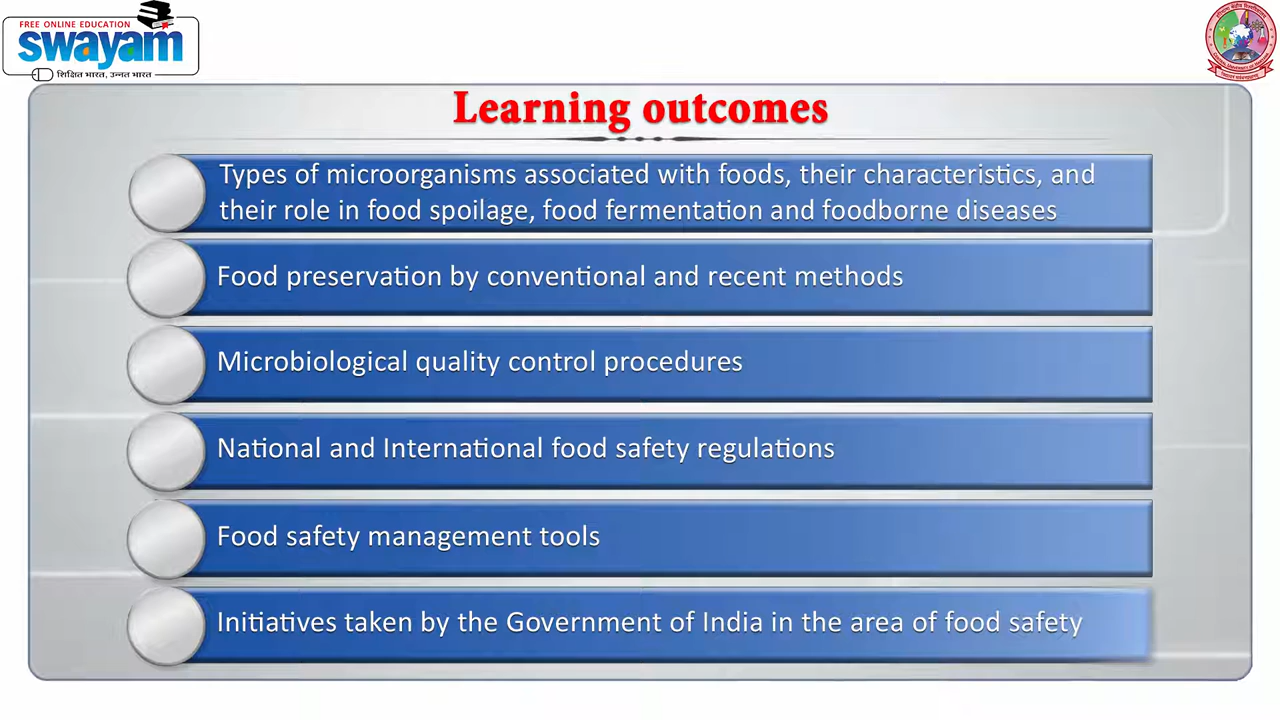 FREE ONLINE EDUCATION
swayam
शिक्षित भारत, उन्नत भारत
Learning outcomes
Types of microorganisms associated with foods, their characteristics, and
their role in food spoilage, food fermentation and foodborne diseases
Food preservation by conventional and recent methods
Microbiological quality control procedures
National and International food safety regulations
Food safety management tools
Initiatives taken by the Government of India in the area of food safety